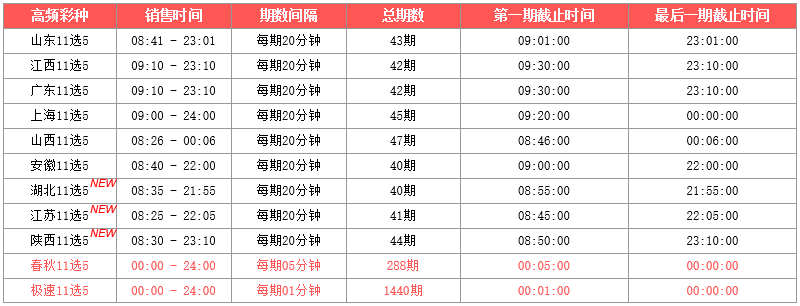 高频彩种 销售时间 期数间隔 总期数 第一期截止时间 最后一期截止时间
山东11选5 08:41 - 23:01 每期20分钟 43期 09:01:00 23:01:00
江西11选5 09:10 - 23:10 每期20分钟 42期 09:30:00 23:10:00
广东11选5 09:10 - 23:10 每期20分钟 42期 09:30:00 23:10:00
上海11选5 09:00 - 24:00 每期20分钟 45期 09:20:00 00:00:00
山西11选5 08:26 - 00:06 每期20分钟 47期 08:46:00 00:06:00
安徽11选5 08:40 - 22:00 每期20分钟 40期 09:00:00 22:00:00
湖北11选5 NEW 08:35 - 21:55 每期20分钟 40期 08:55:00 21:55:00
江苏11选5 NEW 08:25 - 22:05 每期20分钟 41期 08:45:00 22:05:00
陕西11选5 NEW 08:30 - 23:10 每期20分钟 44期 08:50:00 23:10:00
春秋11选5 00:00 - 24:00 每期05分钟 288期 00:05:00 00:00:00
极速11选5 00:00 - 24:00 每期01分钟 1440期 00:01:00 00:00:00